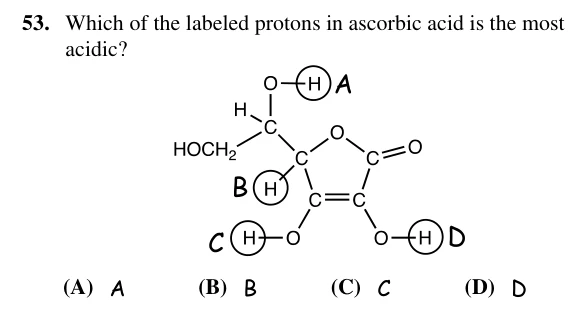 53. Which of the labeled protons in ascorbic acid is the most
acidic?
O H A
H
C
O
HOCH2
C
C O
B H
C C
C H O
O H D
(A) A (B) B (C) C (D) D